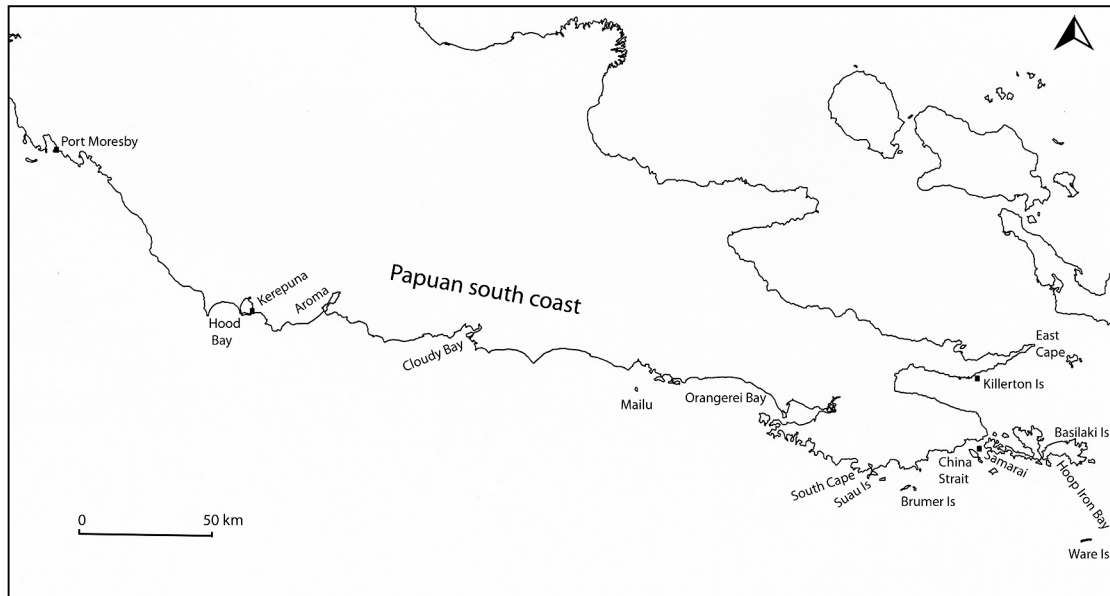 Port Moresby
Papuan south coast
Kerepuna
Aroma
Hood
Bay
Cloudy Bay
East
Cape
Killerton Is
Mailu
Orangerei Bay
Basilaki Is
China
Strait
Samarai
South Cape
Suau Is
Brumer Is
Hoop Iron Bay
0 50 km
Ware Is